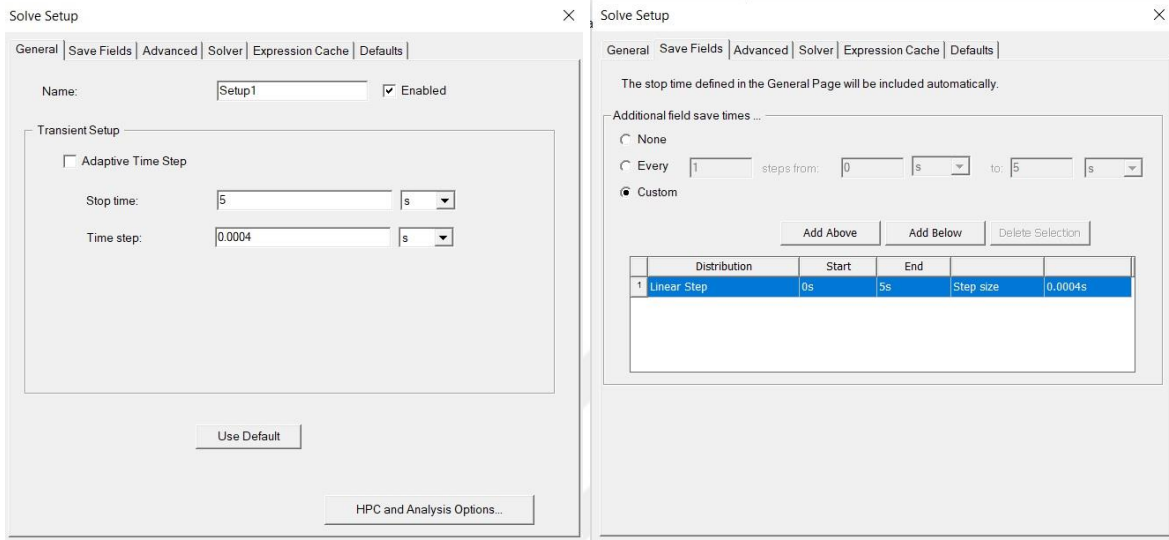 Solve Setup
General Save Fields Advanced Solver Expression Cache Defaults
Name: Setup1 Enabled
Transient Setup
Adaptive Time Step
Stop time: 5 s
Time step: 0.0004 s
Use Default
HPC and Analysis Options...
Solve Setup
General Save Fields Advanced Solver Expression Cache Defaults
The stop time defined in the General Page will be included automatically.
Additional field save times ...
None
Every 1 steps from: 0 s to: 5 s
Custom
Add Above Add Below Delete Selection
Distribution Start End
1 Linear Step 0s 5s Step size 0.0004s